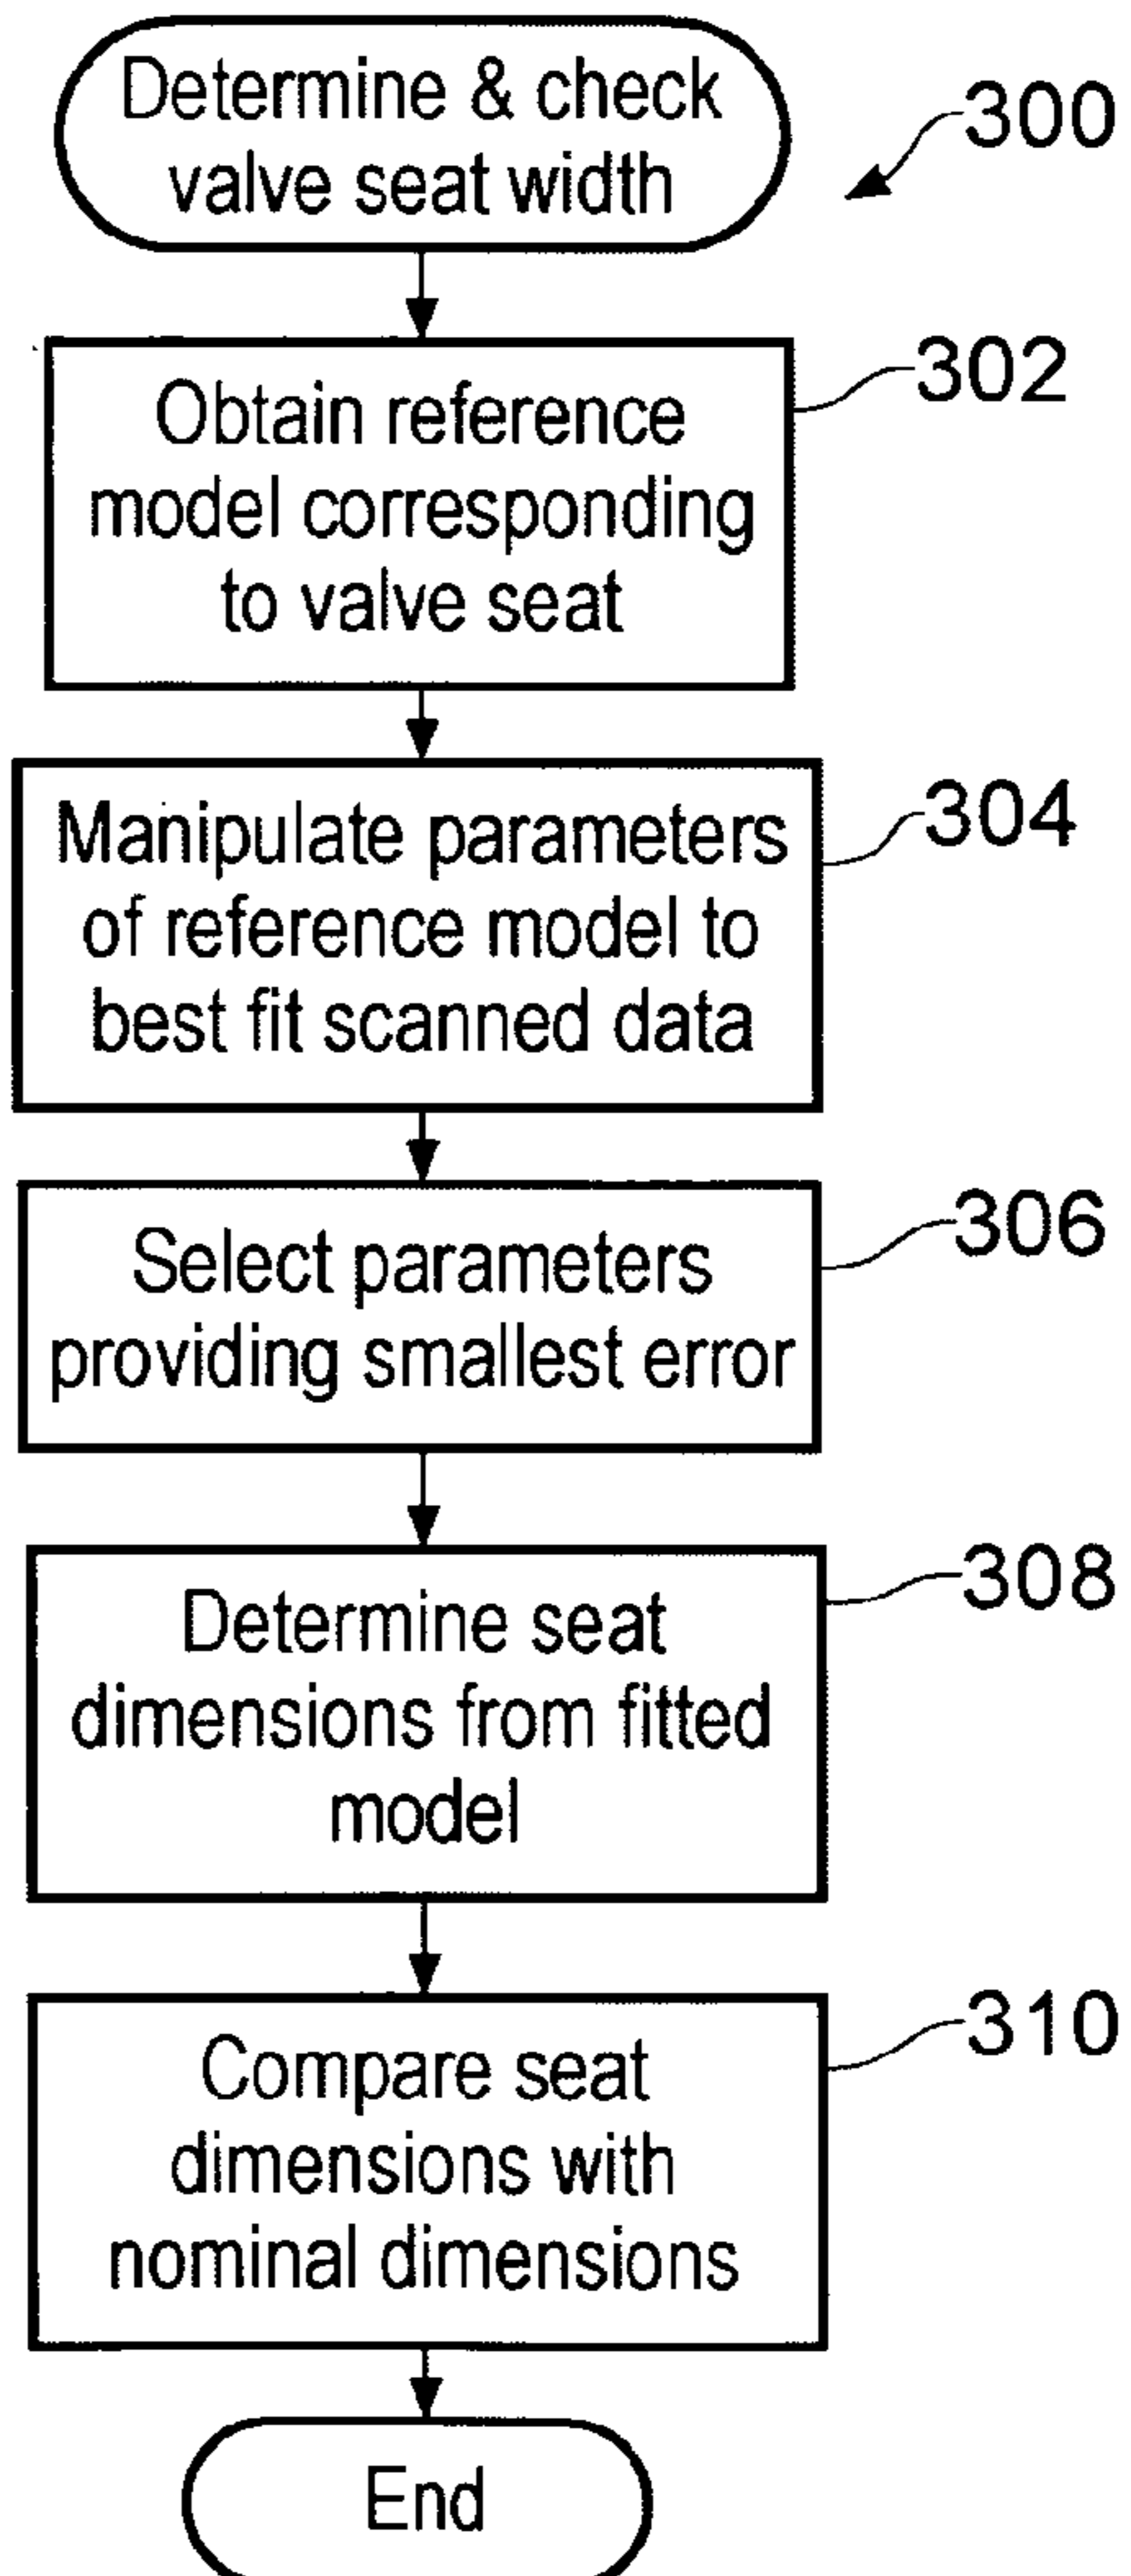 Determine & check
valve seat width
300
Obtain reference
model corresponding
to valve seat
302
Manipulate parameters
of reference model to
best fit scanned data
304
Select parameters
providing smallest error
306
Determine seat
dimensions from fitted
model
308
Compare seat
dimensions with
nominal dimensions
310
End